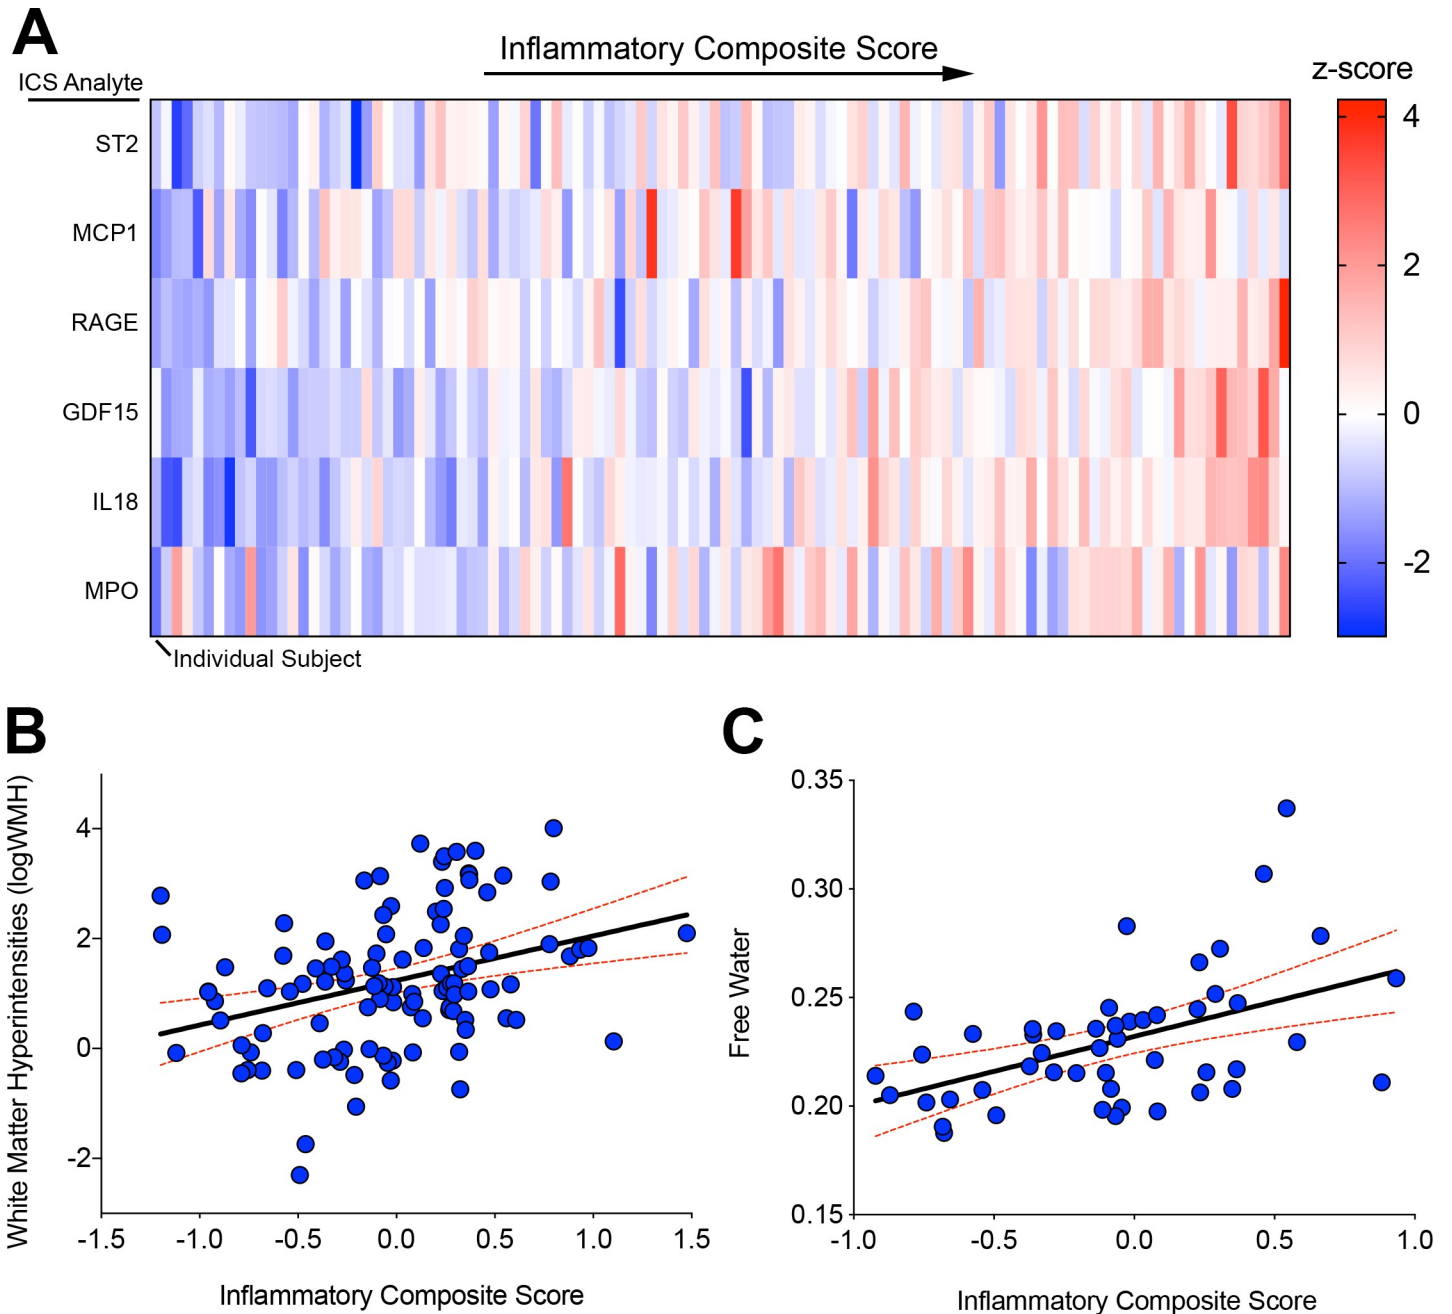 A
Inflammatory Composite Score
z-score
ICS Analyte
ST2
MCP1
RAGE
GDF15
IL18
MPO
4
2
0
-2
Individual Subject
B
White Matter Hyperintensities (logWMH)
4
2
0
-2
-1.5 -1.0 -0.5 0.0 0.5 1.0 1.5
Inflammatory Composite Score
C
Free Water
0.35
0.30
0.25
0.20
0.15
-1.0 -0.5 0.0 0.5 1.0
Inflammatory Composite Score